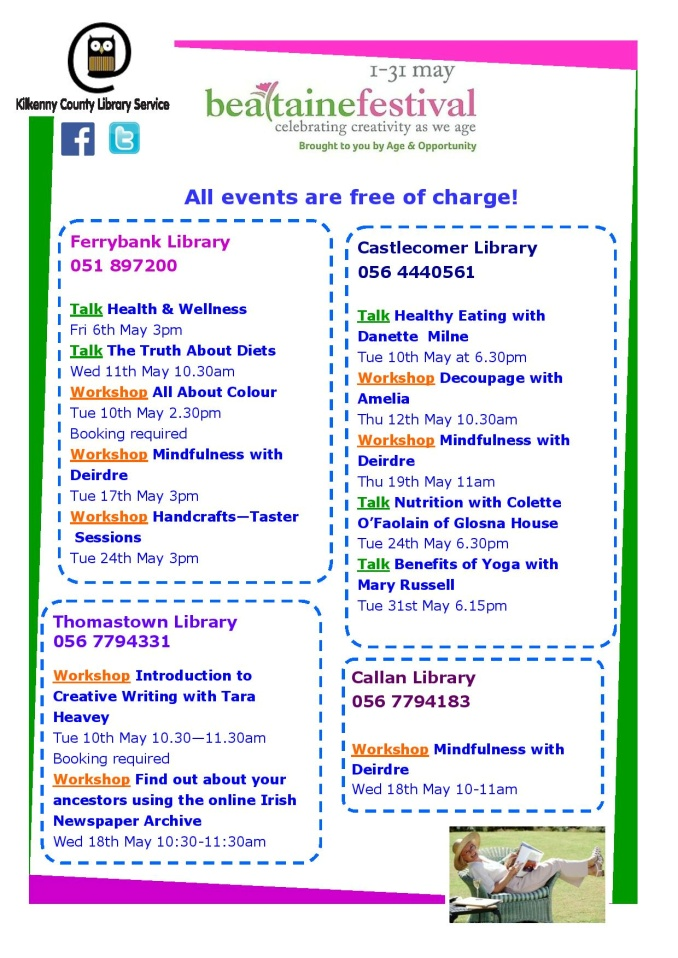 Kilkenny County Library Service
1-31 may
bealtainefestival
celebrating creativity as we age
Brought to you by Age & Opportunity
All events are free of charge!
Ferrybank Library
051 897200
Talk Health & Wellness
Fri 6th May 3pm
Talk The Truth About Diets
Wed 11th May 10.30am
Workshop All About Colour
Tue 10th May 2.30pm
Booking required
Workshop Mindfulness with
Deirdre
Tue 17th May 3pm
Workshop Handcrafts—Taster
Sessions
Tue 24th May 3pm
Castlecomer Library
056 4440561
Talk Healthy Eating with
Danette Milne
Tue 10th May at 6.30pm
Workshop Decoupage with
Amelia
Thu 12th May 10.30am
Workshop Mindfulness with
Deirdre
Thu 19th May 11am
Talk Nutrition with Colette
O’Faolain of Glosna House
Tue 24th May 6.30pm
Talk Benefits of Yoga with
Mary Russell
Tue 31st May 6.15pm
Thomastown Library
056 7794331
Workshop Introduction to
Creative Writing with Tara
Heavey
Tue 10th May 10.30—11.30am
Booking required
Workshop Find out about your
ancestors using the online Irish
Newspaper Archive
Wed 18th May 10:30-11:30am
Callan Library
056 7794183
Workshop Mindfulness with
Deirdre
Wed 18th May 10-11am